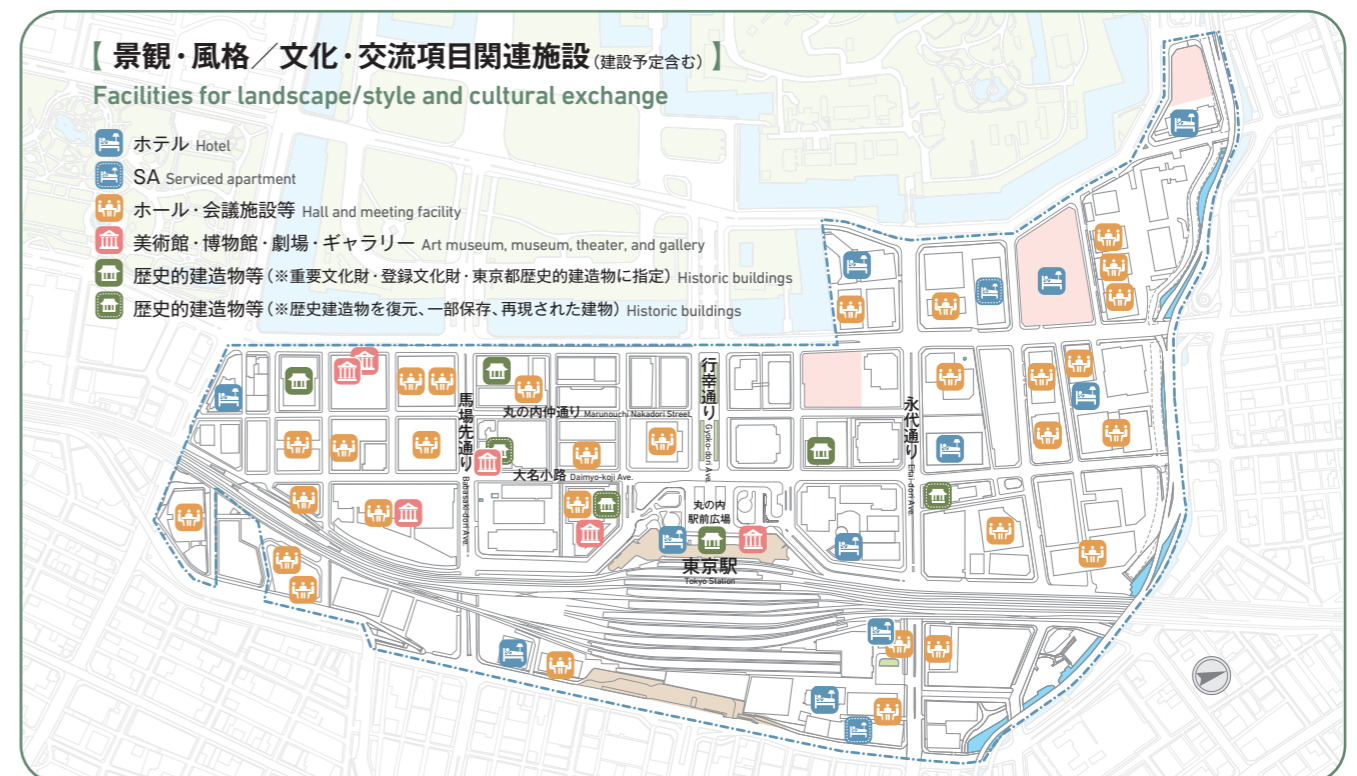 【 景観・風格／文化・交流項目関連施設(建設予定含む) 】
Facilities for landscape/style and cultural exchange
ホテル Hotel
SA Serviced apartment
ホール・会議施設等 Hall and meeting facility
美術館・博物館・劇場・ギャラリー Art museum, museum, theater, and gallery
歴史的建造物等(※重要文化財・登録文化財・東京都歴史的建造物に指定) Historic buildings
歴史的建造物等(※歴史建造物を復元、一部保存、再現された建物) Historic buildings
馬場先通り
Babasaki-dori Ave.
丸の内仲通り Marunouchi Nakadori Street
大名小路 Daimyo-koji Ave.
行幸通り
Gyoko-dori Ave.
永代通り
Eitai-dori Ave.
丸の内
駅前広場
東京駅
Tokyo Station